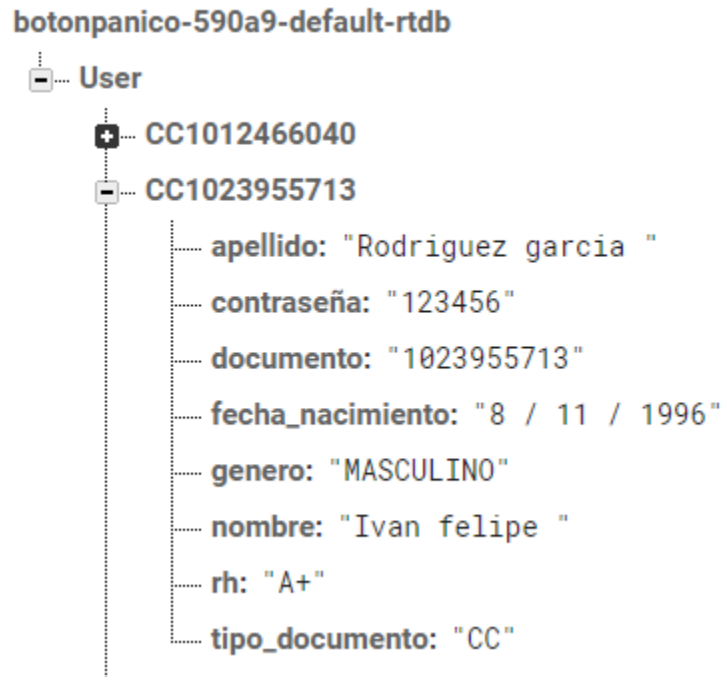 botonpanico-590a9-default-rtdb
User
CC1012466040
CC1023955713
apellido: "Rodriguez garcia "
contraseña: "123456"
documento: "1023955713"
fecha_nacimiento: "8 / 11 / 1996"
genero: "MASCULINO"
nombre: "Ivan felipe "
rh: "A+"
tipo_documento: "CC"